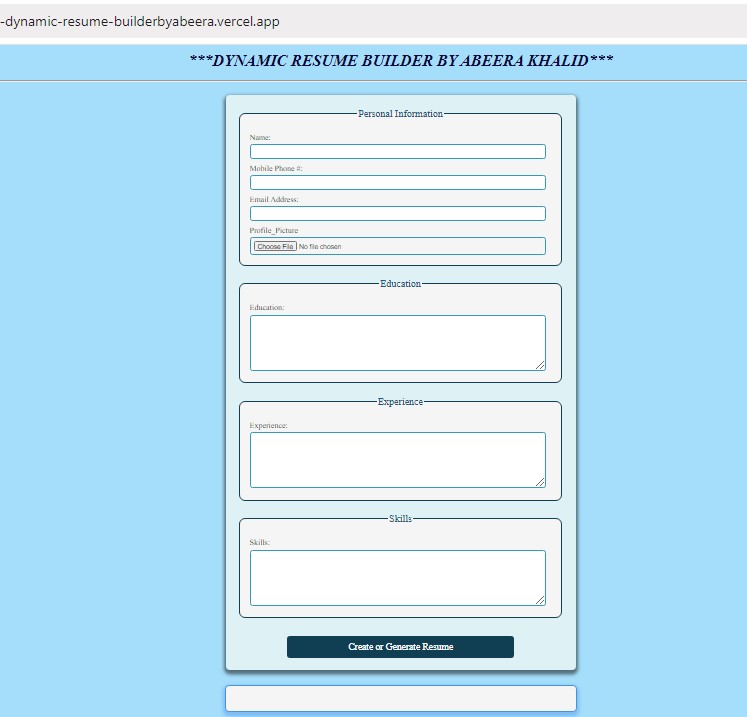 -dynamic-resume-builderbyabeera.vercel.app
***DYNAMIC RESUME BUILDER BY ABEERA KHALID***
Personal Information
Name:
Mobile Phone #:
Email Address:
Profile_Picture
Choose File No file chosen
Education
Education:
Experience
Experience:
Skills
Skills:
Create or Generate Resume